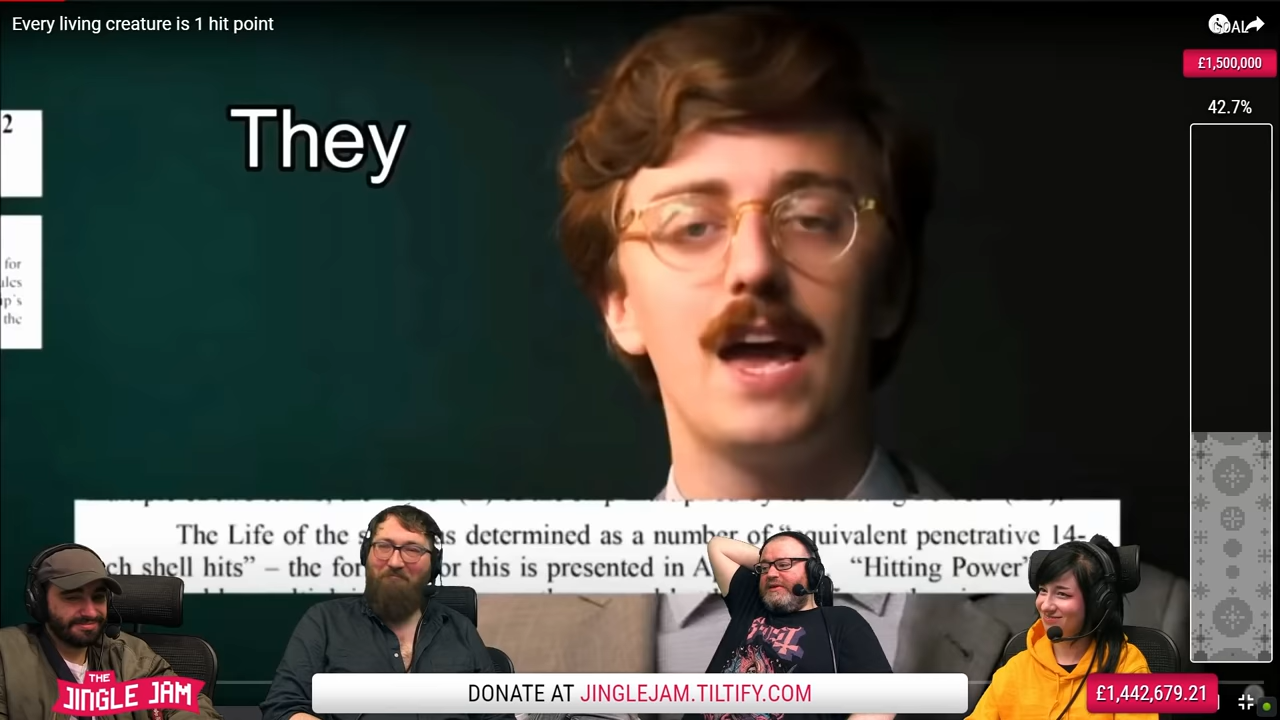 Every living creature is 1 hit point
GOAL
£1,500,000
42.7%
They
2
for
the
The Life of the s as determined as a number of “equivalent penetrative 14-
ch shell hits” – the for or this is presented in A “Hitting Power”
THE
JINGLE JAM
DONATE AT JINGLEJAM.TILTIFY.COM
£1,442,679.21